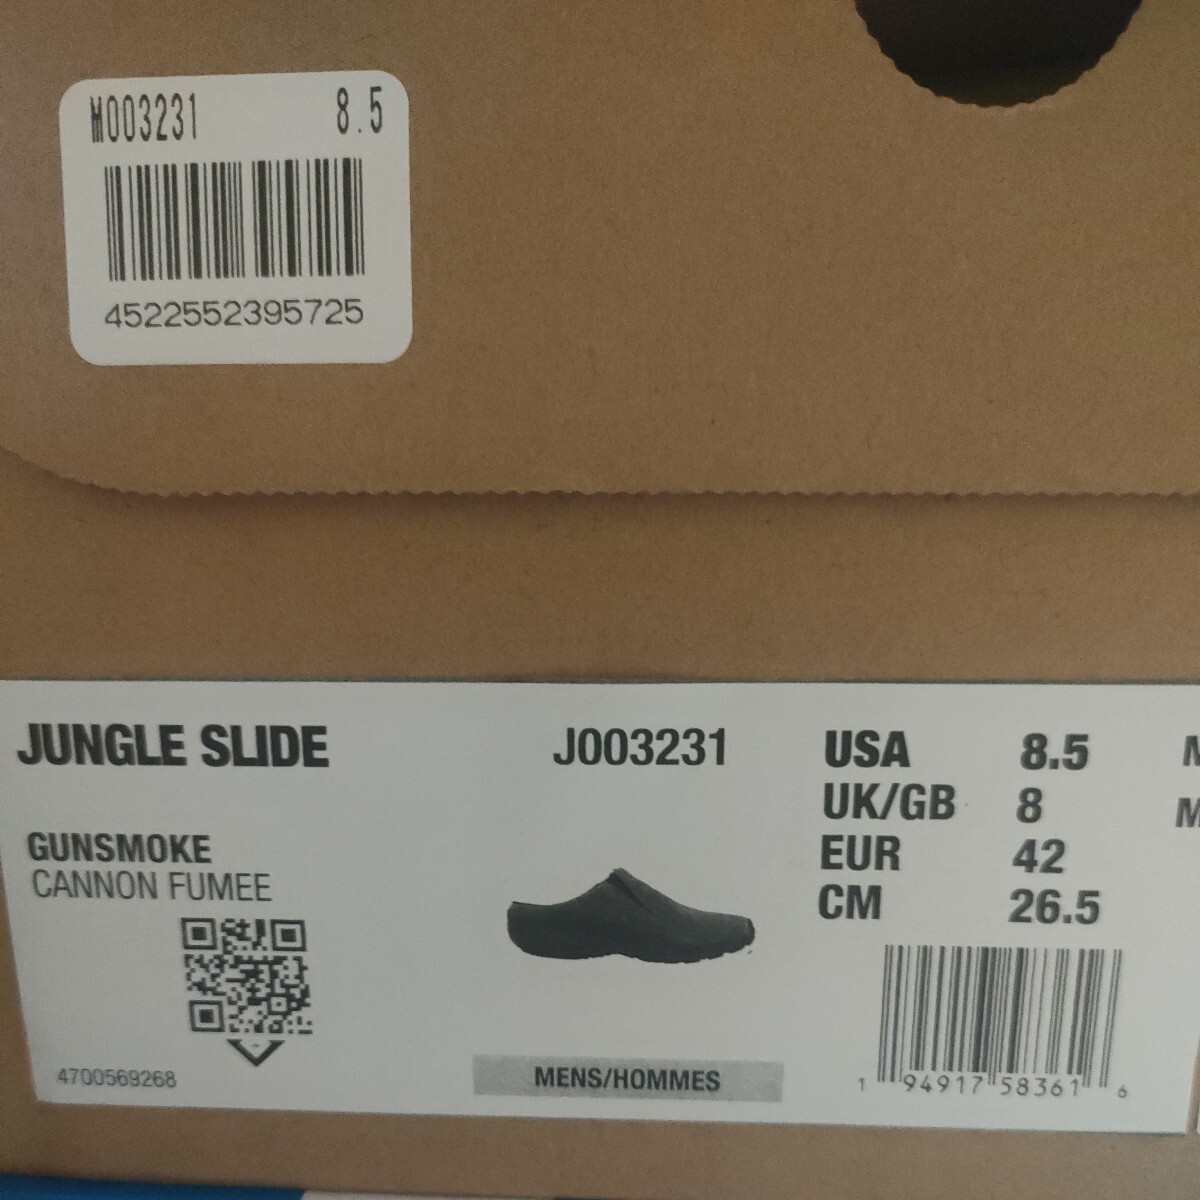 M003231 8.5
4522552395725
JUNGLE SLIDE
J003231
GUNSMOKE
CANNON FUMEE
4700569268
MENS/HOMMES
USA 8.5
UK/GB 8
EUR 42
CM 26.5
1 94917 58361 6